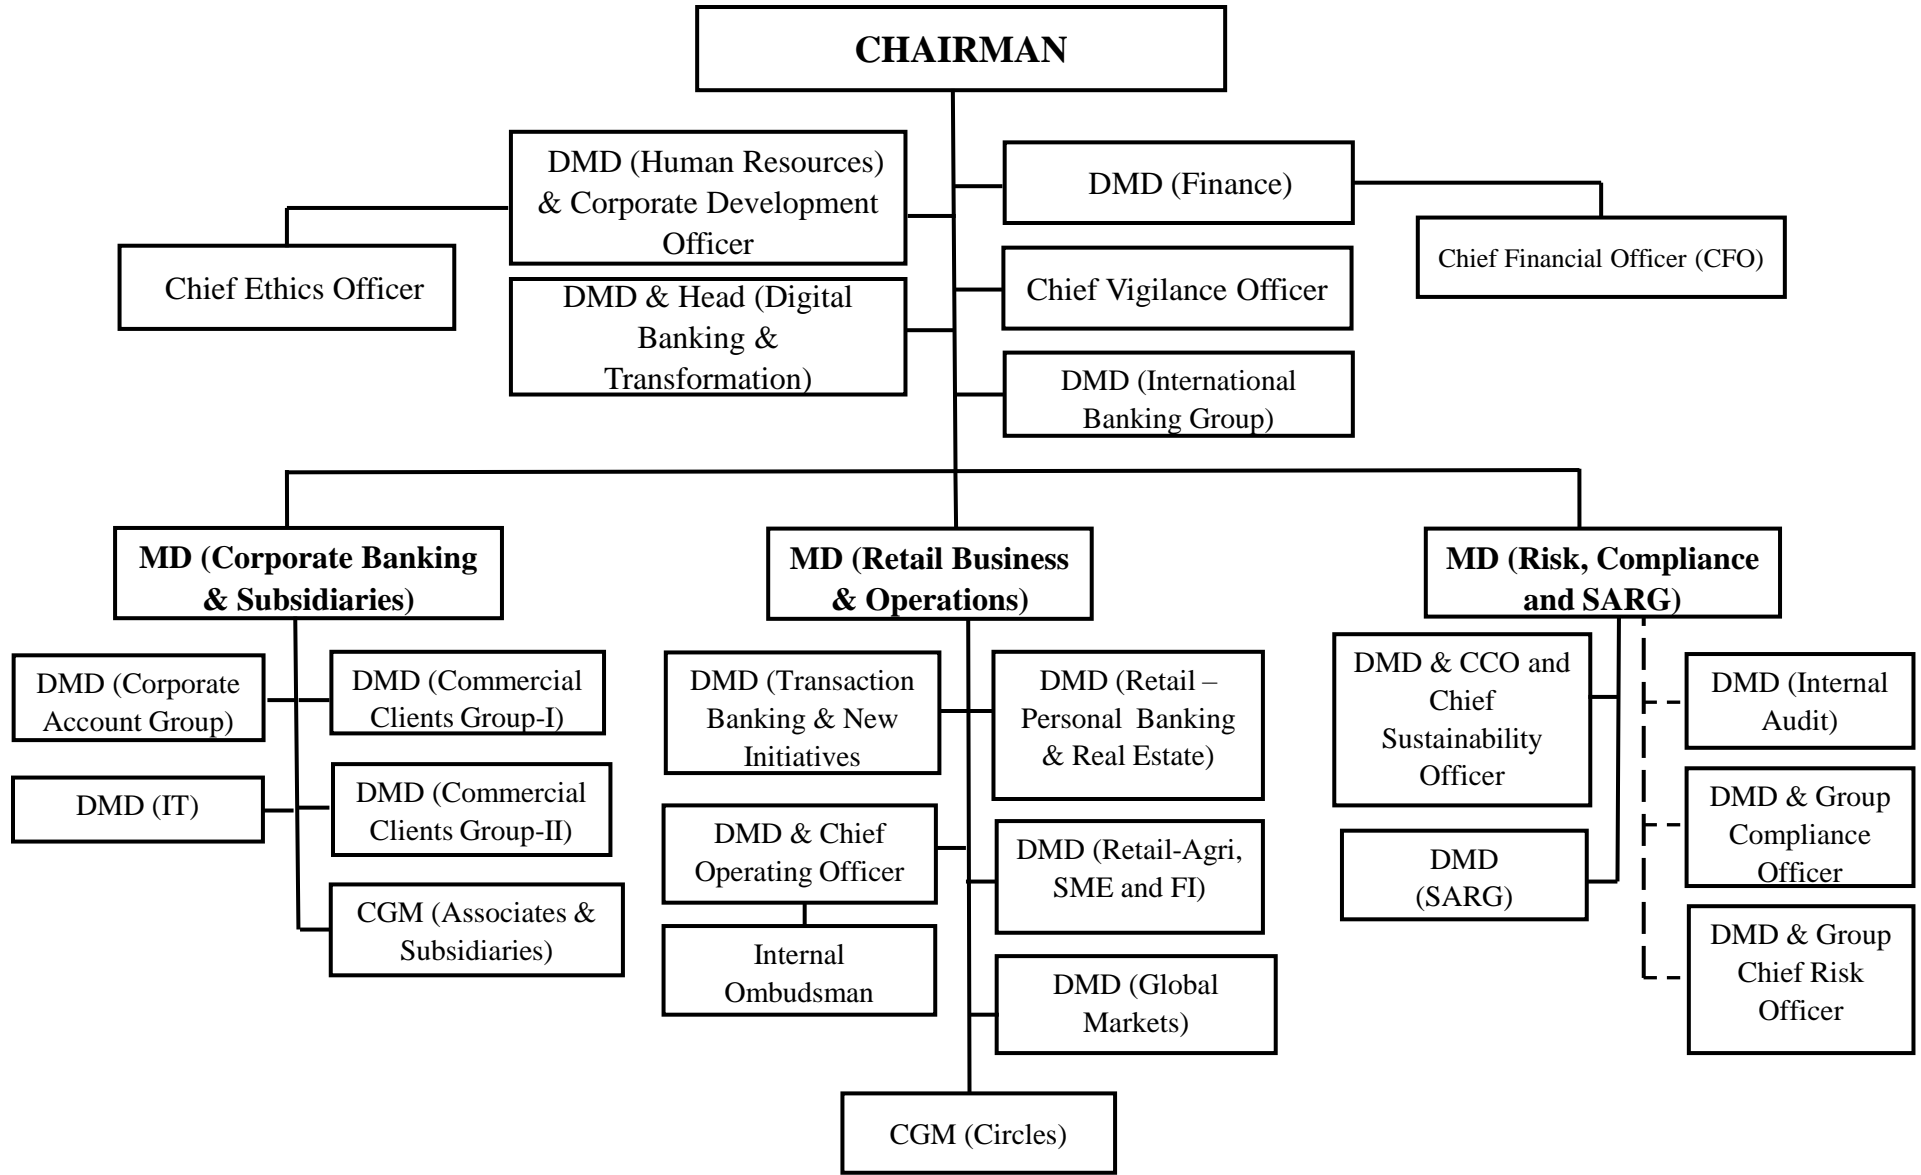 CHAIRMAN
DMD (Human Resources)
& Corporate Development
Officer
DMD (Finance)
Chief Ethics Officer
Chief Financial Officer (CFO)
DMD & Head (Digital
Banking &
Transformation)
Chief Vigilance Officer
DMD (International
Banking Group)
MD (Corporate Banking
& Subsidiaries)
MD (Retail Business
& Operations)
MD (Risk, Compliance
and SARG)
DMD (Corporate
Account Group)
DMD (Commercial
Clients Group-I)
DMD (IT)
DMD (Commercial
Clients Group-II)
CGM (Associates &
Subsidiaries)
DMD (Transaction
Banking & New
Initiatives
DMD (Retail –
Personal Banking
& Real Estate)
DMD & Chief
Operating Officer
DMD (Retail-Agri,
SME and FI)
Internal
Ombudsman
DMD (Global
Markets)
CGM (Circles)
DMD & CCO and
Chief
Sustainability
Officer
DMD (Internal
Audit)
DMD
(SARG)
DMD & Group
Compliance
Officer
DMD & Group
Chief Risk
Officer